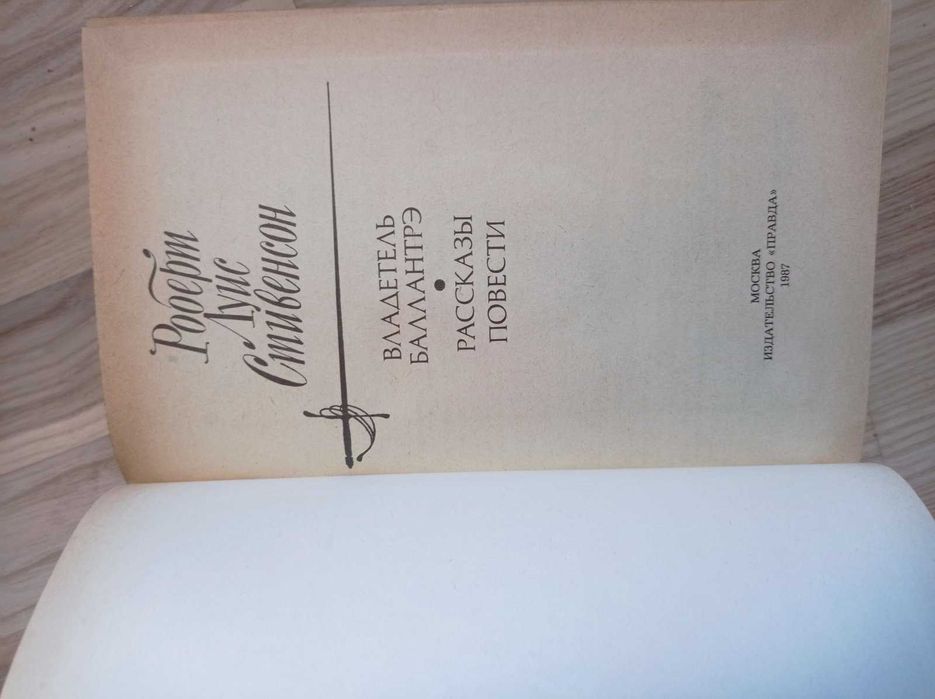 Роберт
Луис
Стивенсон
ВЛАДЕТЕЛЬ
БАЛЛАНТРЭ
•
РАССКАЗЫ
ПОВЕСТИ
МОСКВА
ИЗДАТЕЛЬСТВО «ПРАВДА»
1987